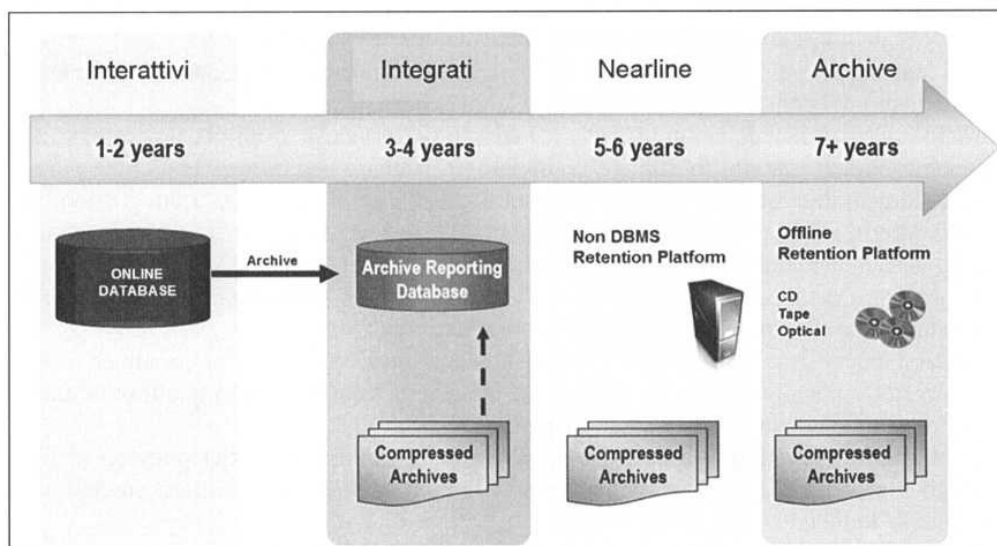 Interattivi
Integrati
Nearline
Archive
1-2 years
3-4 years
5-6 years
7+ years
ONLINE
DATABASE
Archive
Archive Reporting
Database
Non DBMS
Retention Platform
Offline
Retention Platform
CD
Tape
Optical
Compressed
Archives
Compressed
Archives
Compressed
Archives